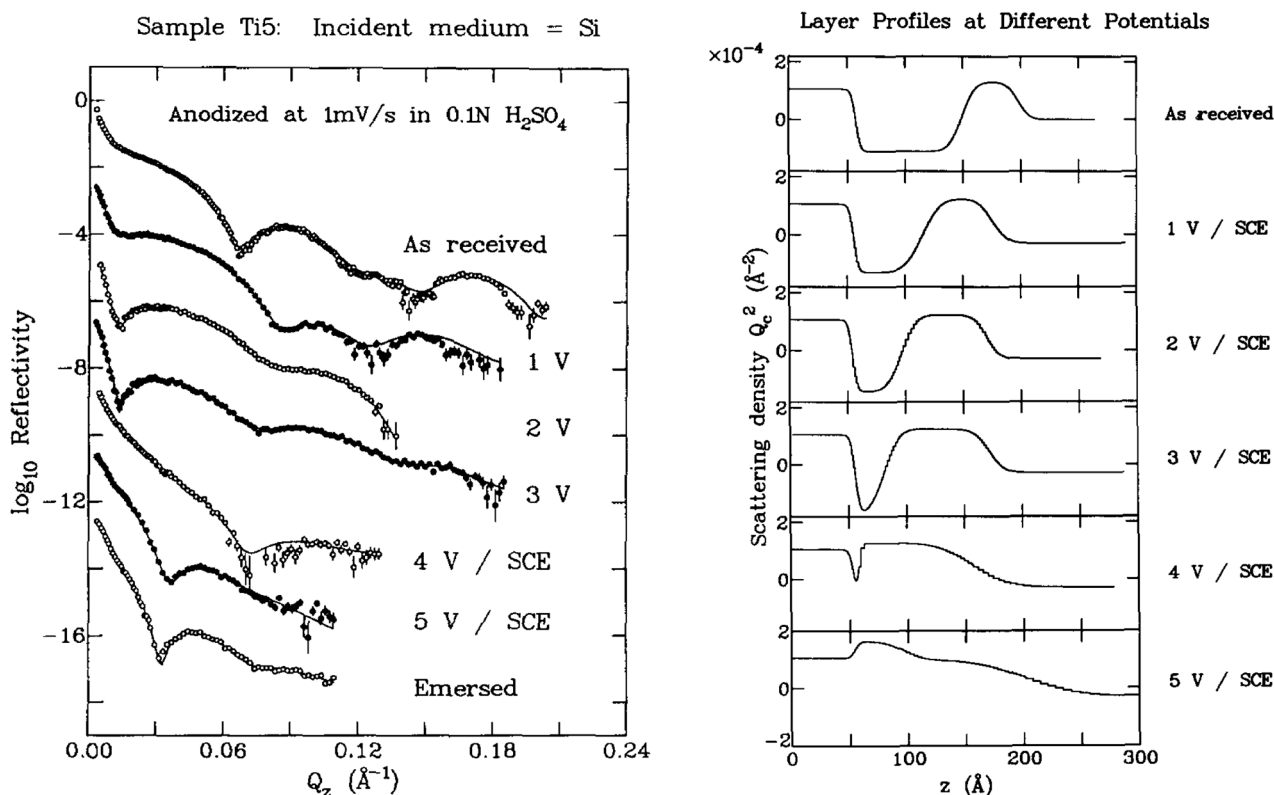 Sample Ti5: Incident medium = Si
Anodized at 1mV/s in 0.1N H₂SO₄
log₁₀ Reflectivity
0
−4
−8
−12
−16
As received
1 V
2 V
3 V
4 V / SCE
5 V / SCE
Emersed
0.00 0.06 0.12 0.18 0.24
Q_z (Å⁻¹)
Layer Profiles at Different Potentials
×10⁻⁴
Scattering density Q_c² (Å⁻²)
2
0
As received
2
0
1 V / SCE
2
0
2 V / SCE
2
0
3 V / SCE
2
0
4 V / SCE
2
0
−2
5 V / SCE
0 100 200 300
z (Å)